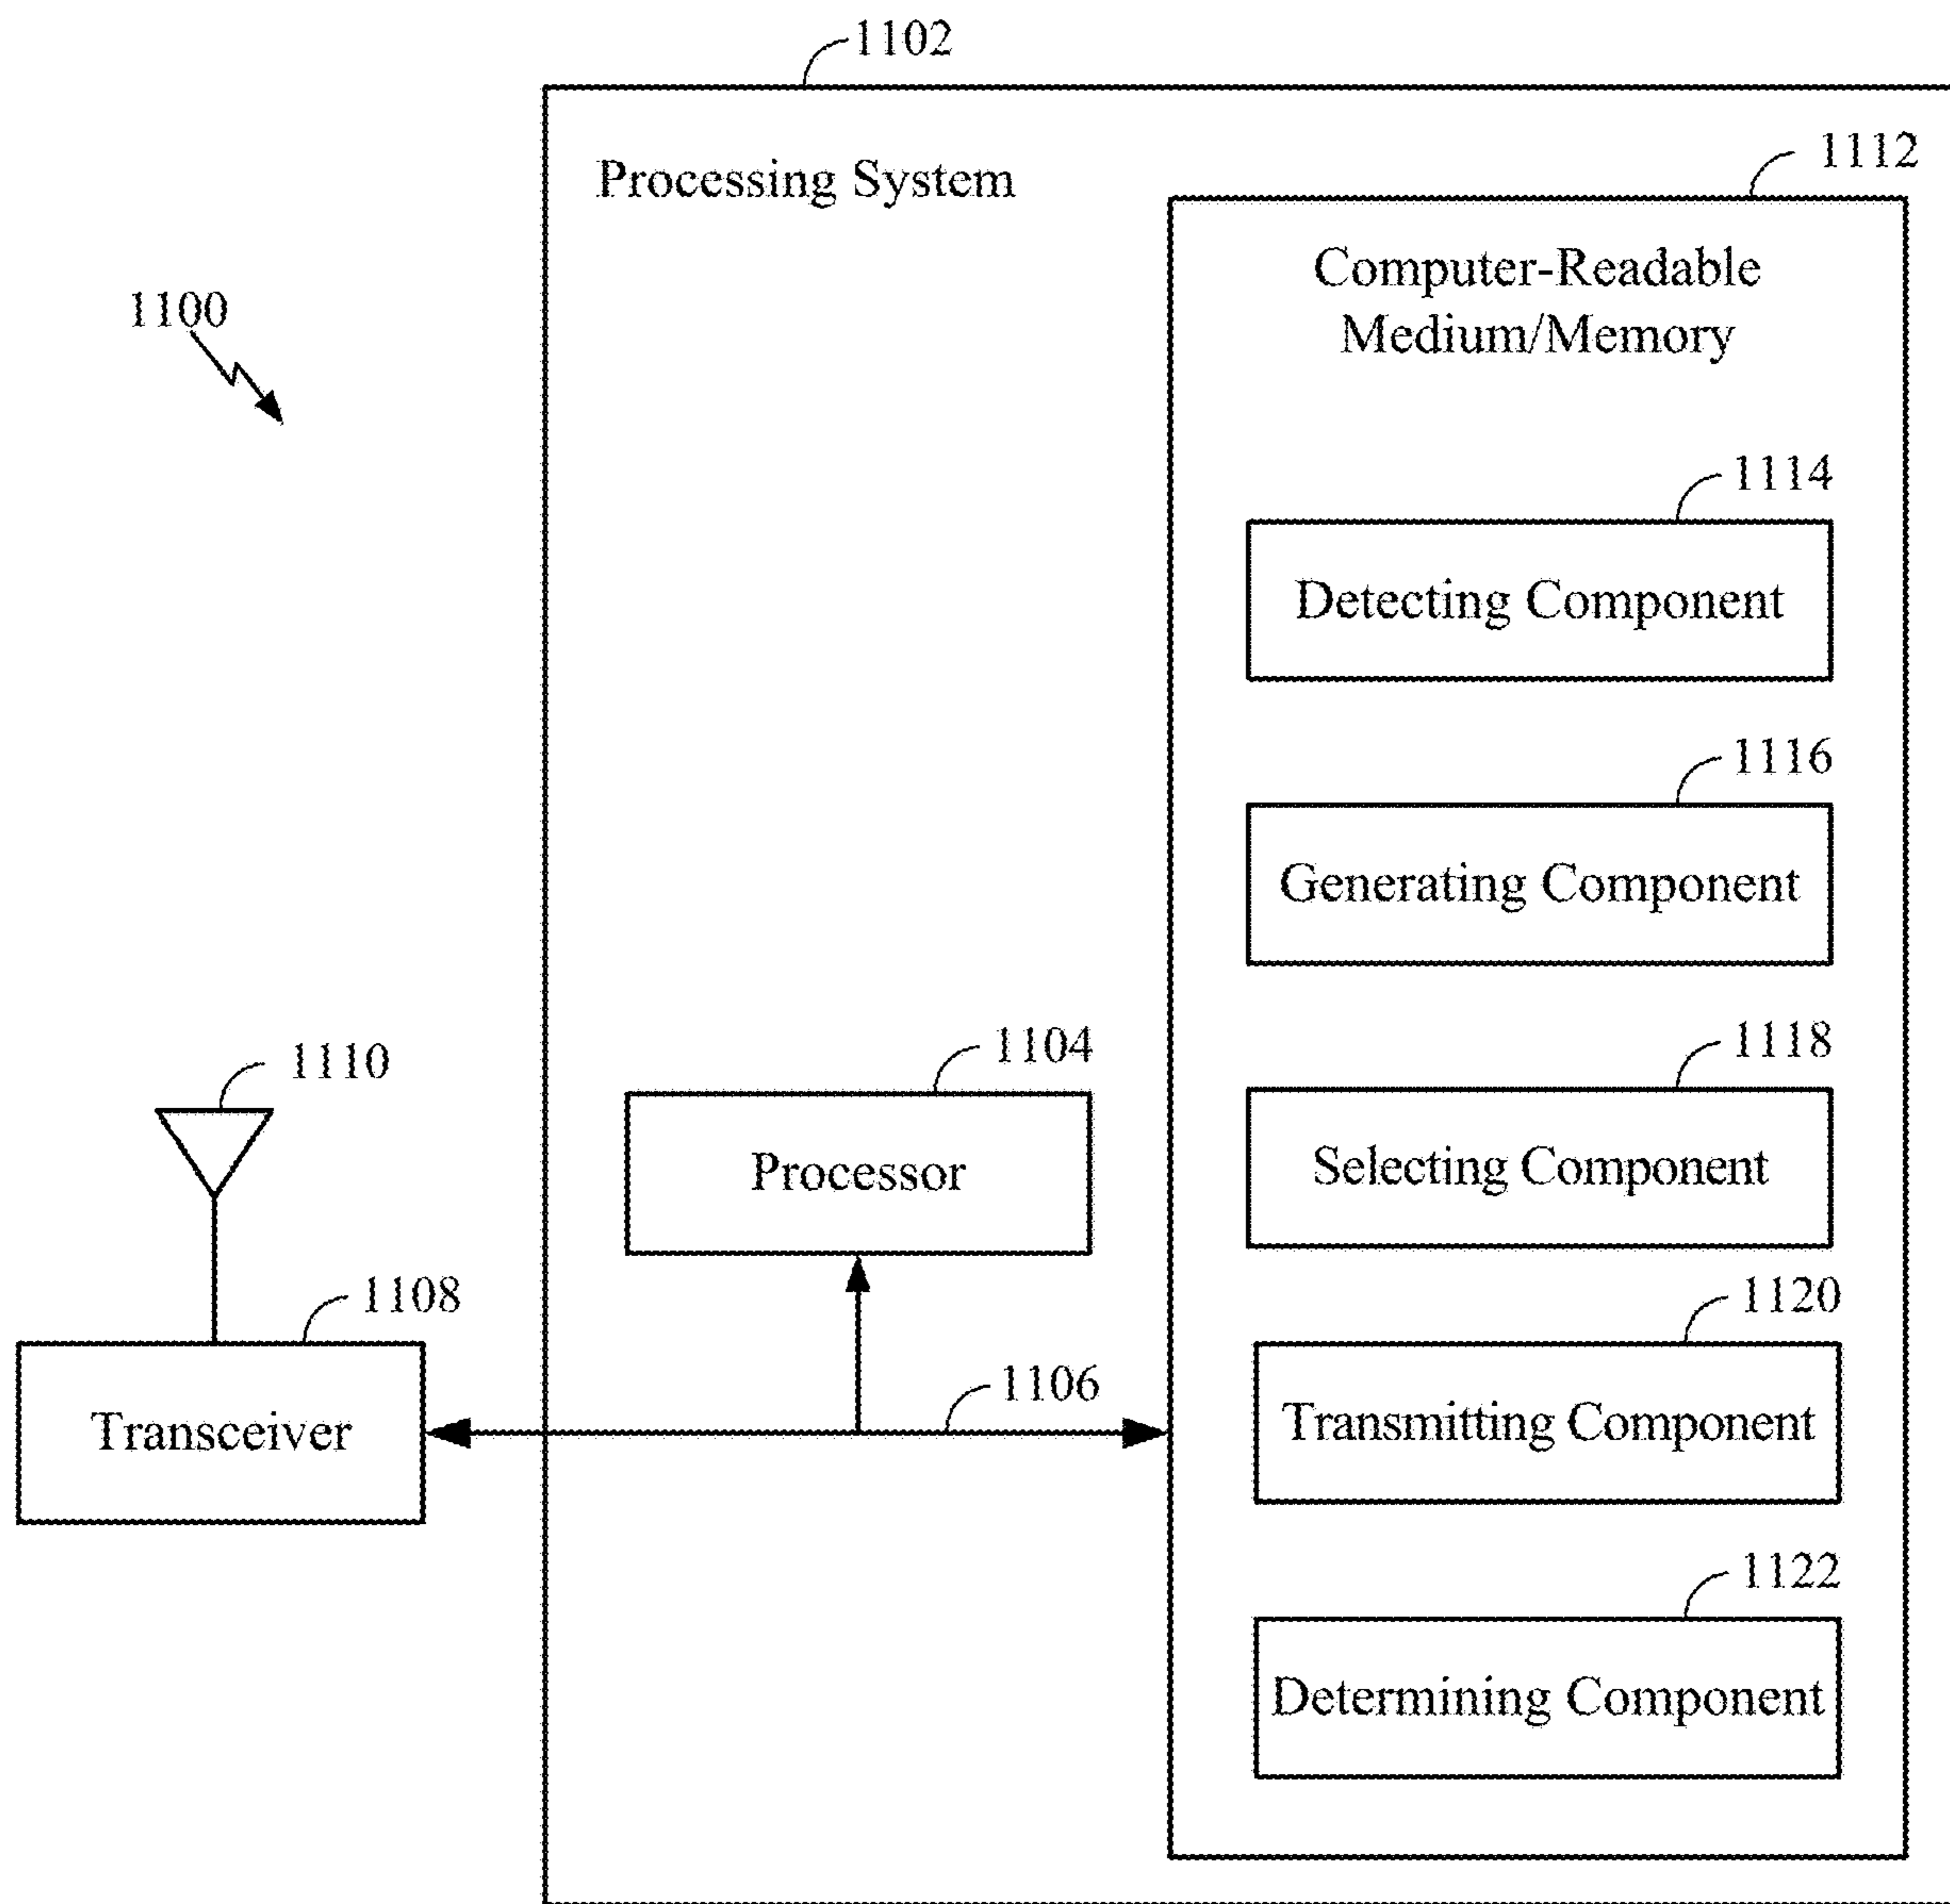 1102
Processing System
1112
Computer-Readable
Medium/Memory
1100
1114
Detecting Component
1116
Generating Component
1104
1118
1110
Processor
Selecting Component
1108
1120
1106
Transceiver
Transmitting Component
1122
Determining Component